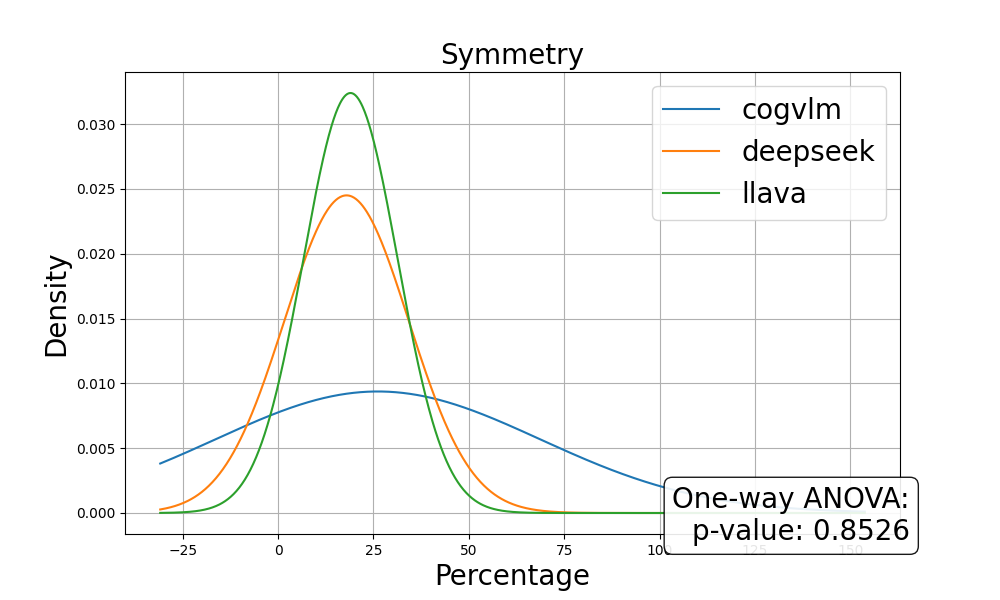 Symmetry
cogvlm
deepseek
llava
Density
0.030
0.025
0.020
0.015
0.010
0.005
0.000
One-way ANOVA:
p-value: 0.8526
−25 0 25 50 75 100 125 150
Percentage